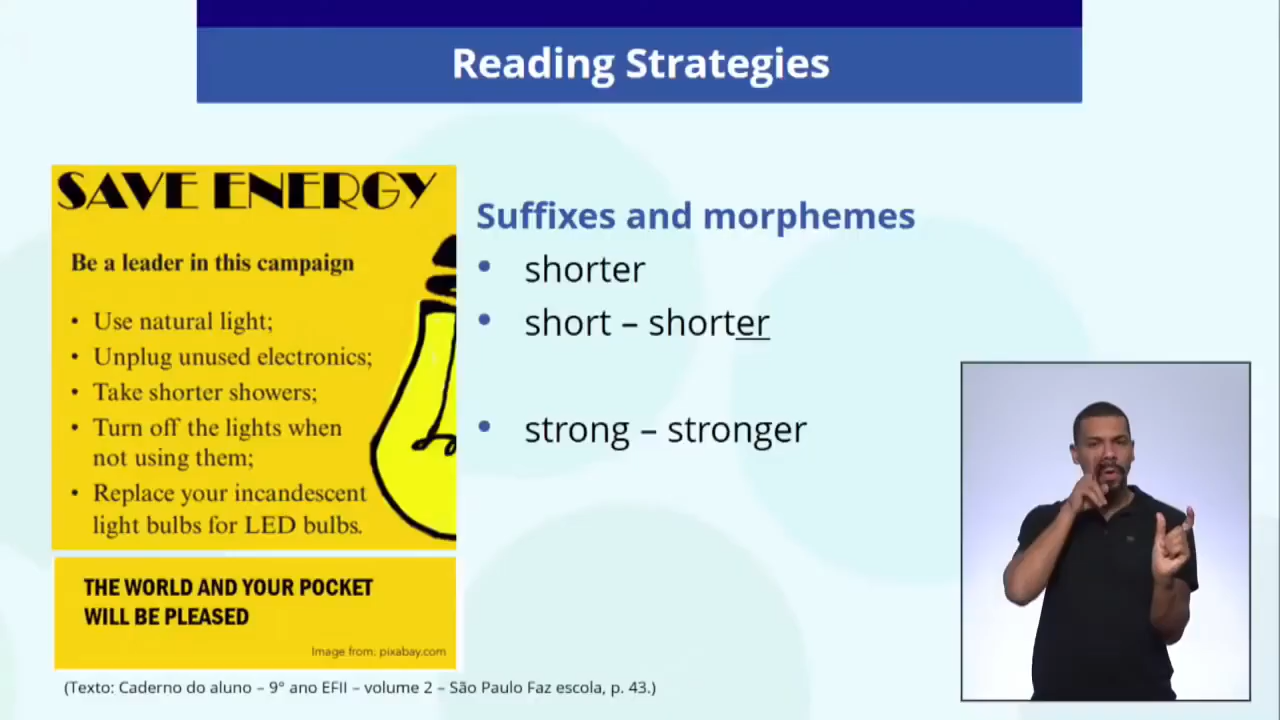 Reading Strategies
SAVE ENERGY
Be a leader in this campaign
• Use natural light;
• Unplug unused electronics;
• Take shorter showers;
• Turn off the lights when
not using them;
• Replace your incandescent
light bulbs for LED bulbs.
THE WORLD AND YOUR POCKET
WILL BE PLEASED
Image from: pixabay.com
(Texto: Caderno do aluno – 9° ano EFII – volume 2 – São Paulo Faz escola, p. 43.)
Suffixes and morphemes
• shorter
• short – shorter
• strong – stronger